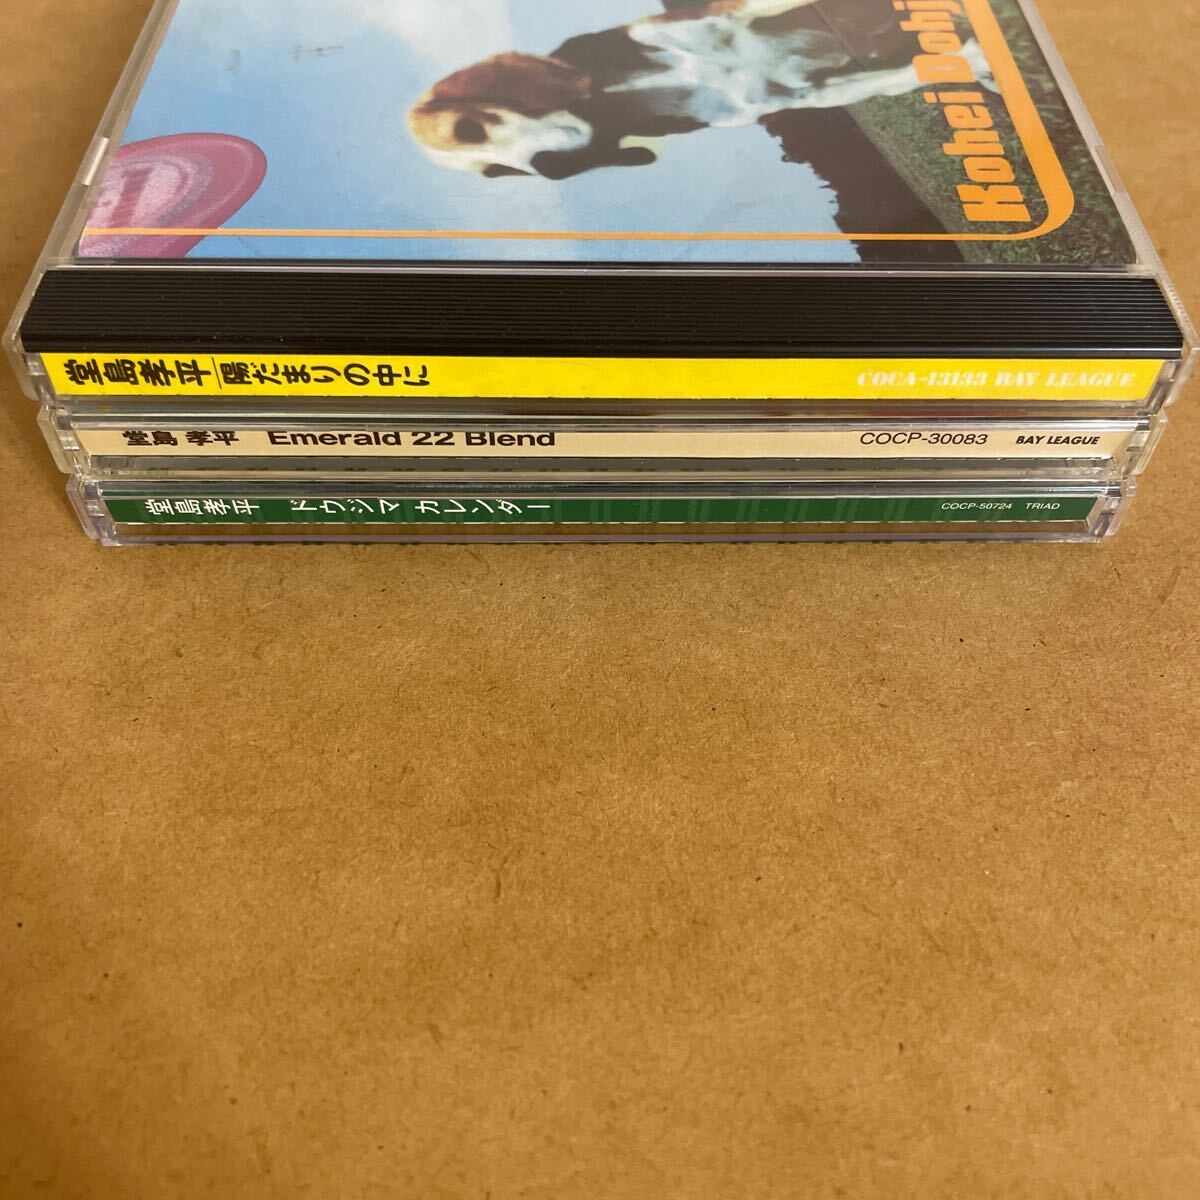 Kohei Dohj
堂島孝平/陽だまりの中に COCA-13133 BAY LEAGUE
堂島孝平 Emerald 22 Blend COCP-30083 BAY LEAGUE
堂島孝平 ドウジマカレンダー COCP-50724 TRIAD